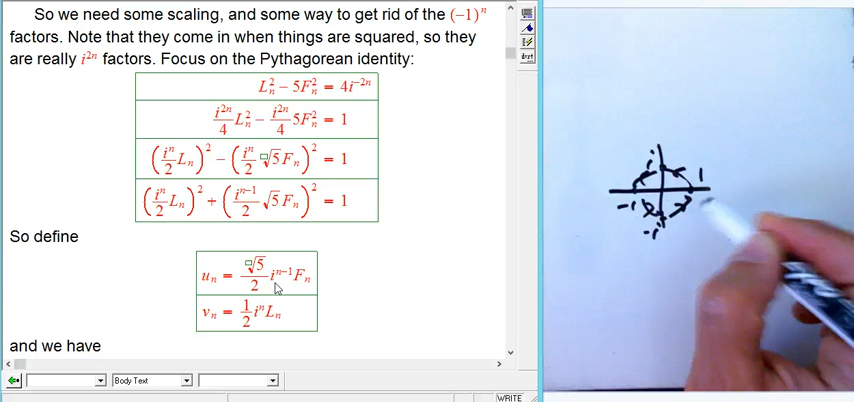 So we need some scaling, and some way to get rid of the (−1)ⁿ
factors. Note that they come in when things are squared, so they
are really i²ⁿ factors. Focus on the Pythagorean identity:
Lₙ² − 5Fₙ² = 4i⁻²ⁿ
i²ⁿ/4 Lₙ² − i²ⁿ/4 5Fₙ² = 1
(iⁿ/2 Lₙ)² − (iⁿ/2 √5 Fₙ)² = 1
(iⁿ/2 Lₙ)² + (iⁿ⁻¹/2 √5 Fₙ)² = 1
So define
uₙ = √5/2 iⁿ⁻¹Fₙ
vₙ = 1/2 iⁿLₙ
and we have
Body Text
WRITE
i
1
−1
−i